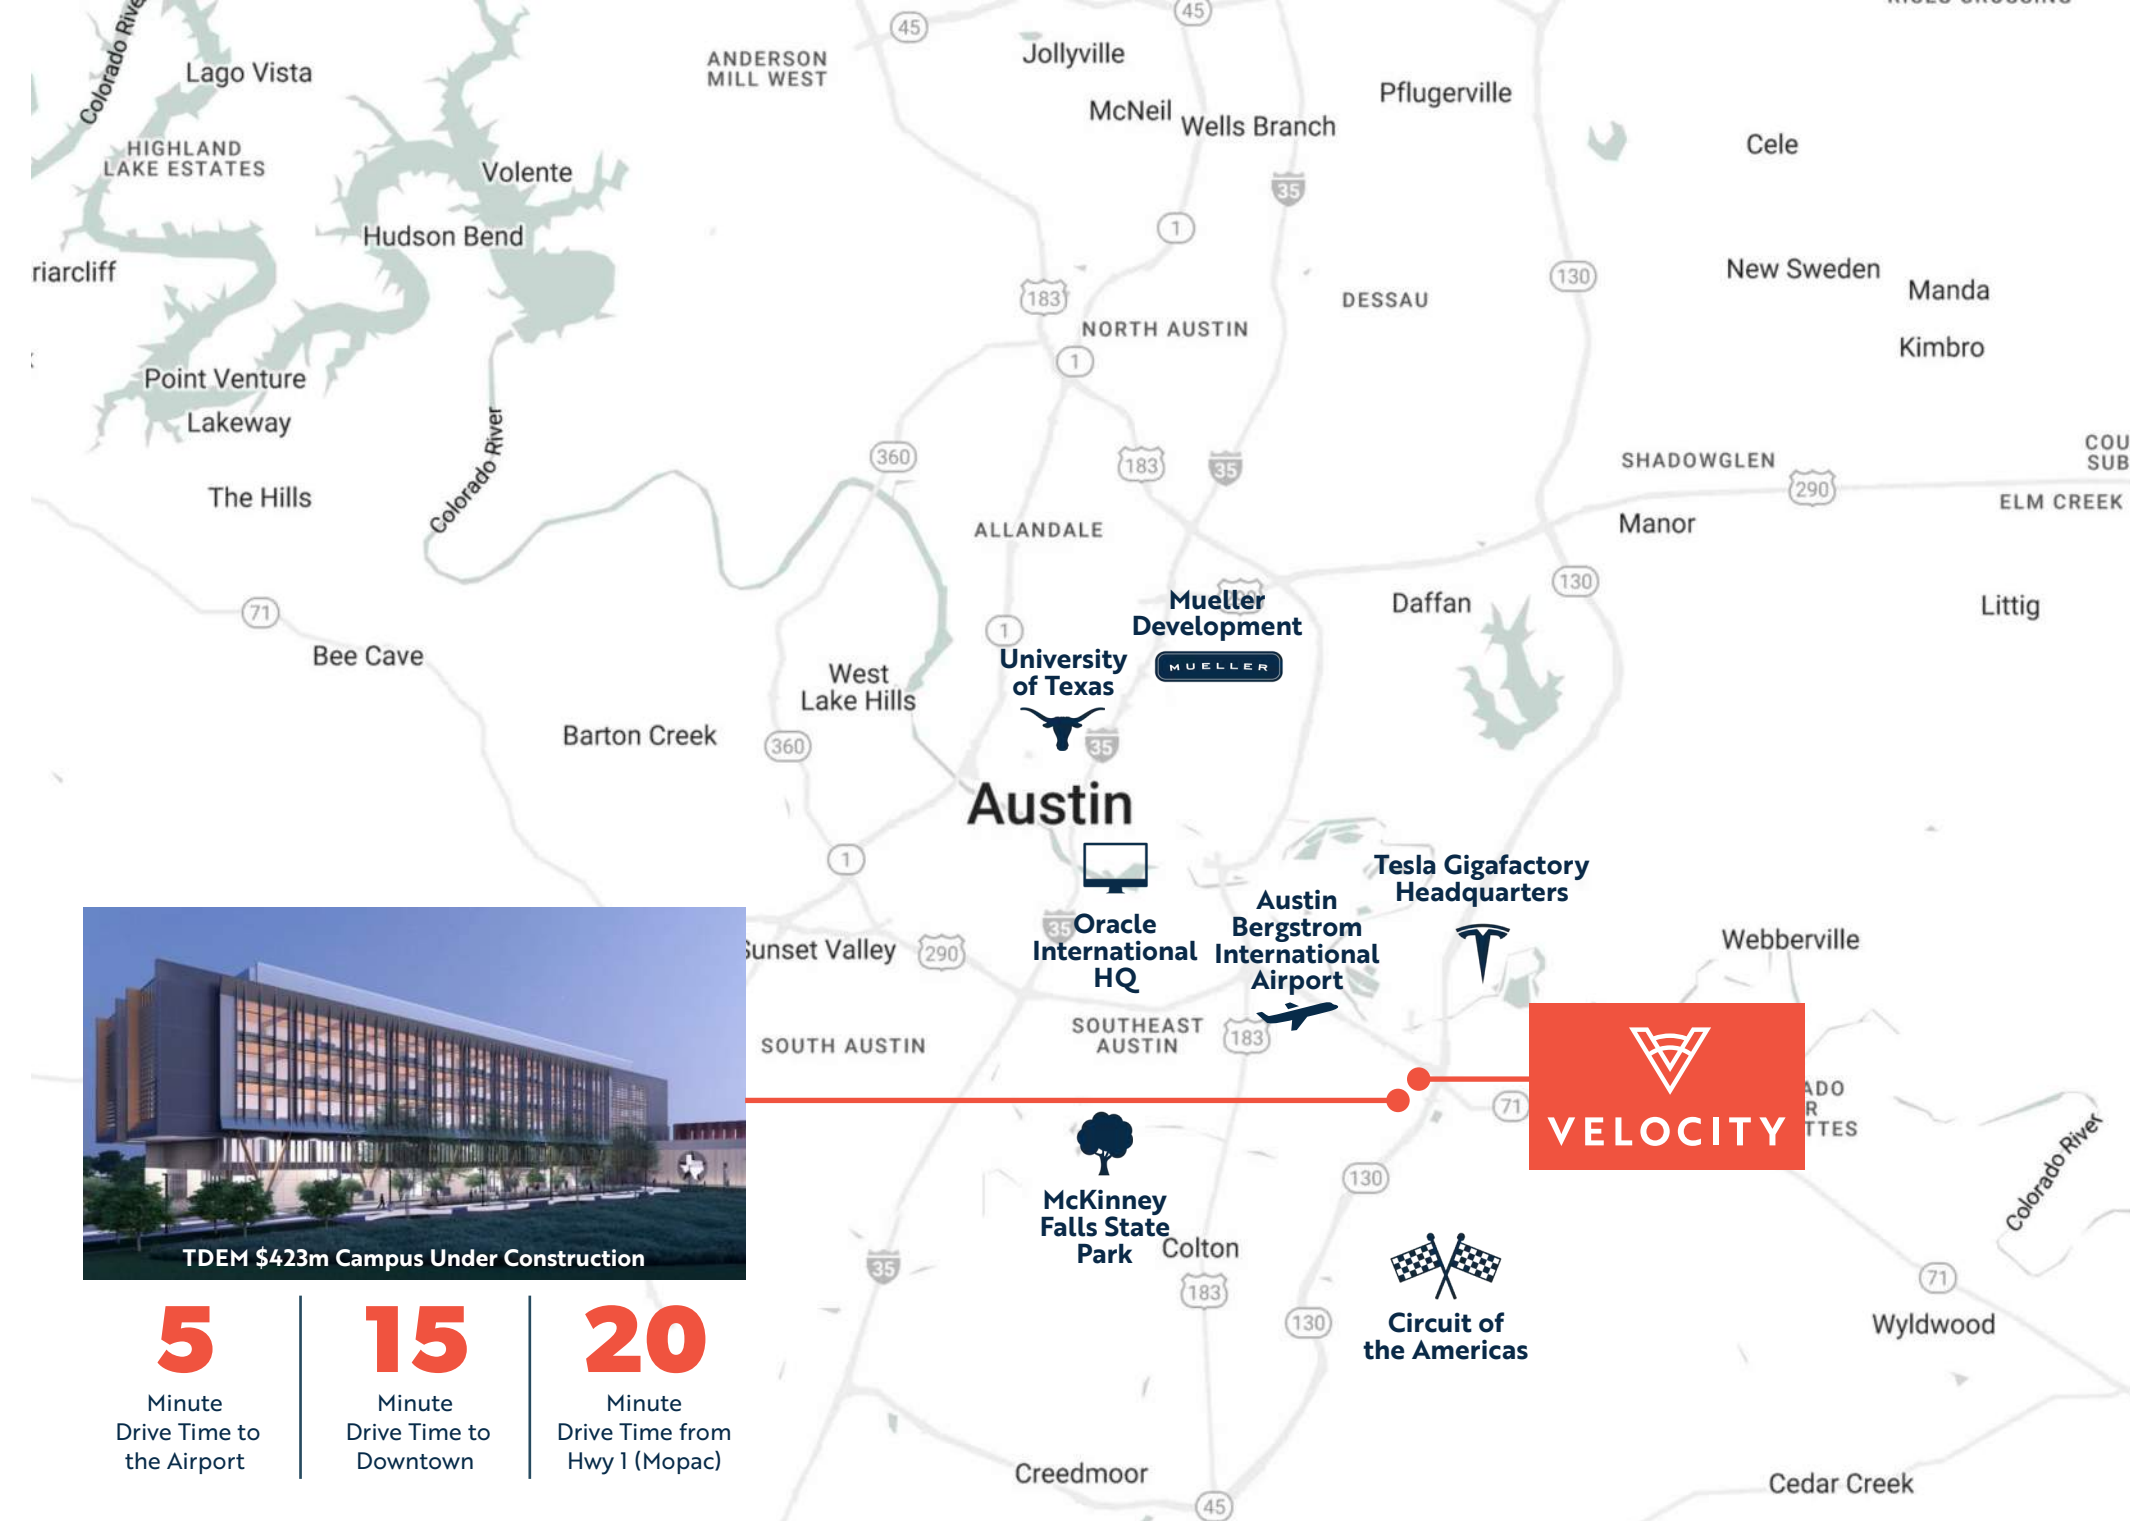 45
45
Colorado River
Lago Vista
ANDERSON
MILL WEST
Jollyville
McNeil
Wells Branch
Pflugerville
Cele
HIGHLAND
LAKE ESTATES
Volente
35
1
Hudson Bend
riarcliff
183
130
New Sweden
Manda
DESSAU
NORTH AUSTIN
Kimbro
1
Point Venture
Lakeway
Colorado River
360
183
35
SHADOWGLEN
COU
SUB
290
The Hills
ELM CREEK
ALLANDALE
Manor
130
71
Daffan
Littig
Mueller
Development
MUELLER
1
Bee Cave
University
of Texas
West
Lake Hills
Barton Creek
360
35
Austin
1
Tesla Gigafactory
Headquarters
Austin
Bergstrom
International
Airport
35
Oracle
International
HQ
Sunset Valley
290
Webberville
SOUTH AUSTIN
SOUTHEAST
AUSTIN
183
VELOCITY
71
ADO
R
TTES
Colorado River
130
McKinney
Falls State
Park
Colton
183
35
TDEM $423m Campus Under Construction
71
Wyldwood
130
Circuit of
the Americas
5
Minute
Drive Time to
the Airport
15
Minute
Drive Time to
Downtown
20
Minute
Drive Time from
Hwy 1 (Mopac)
Creedmoor
Cedar Creek
45